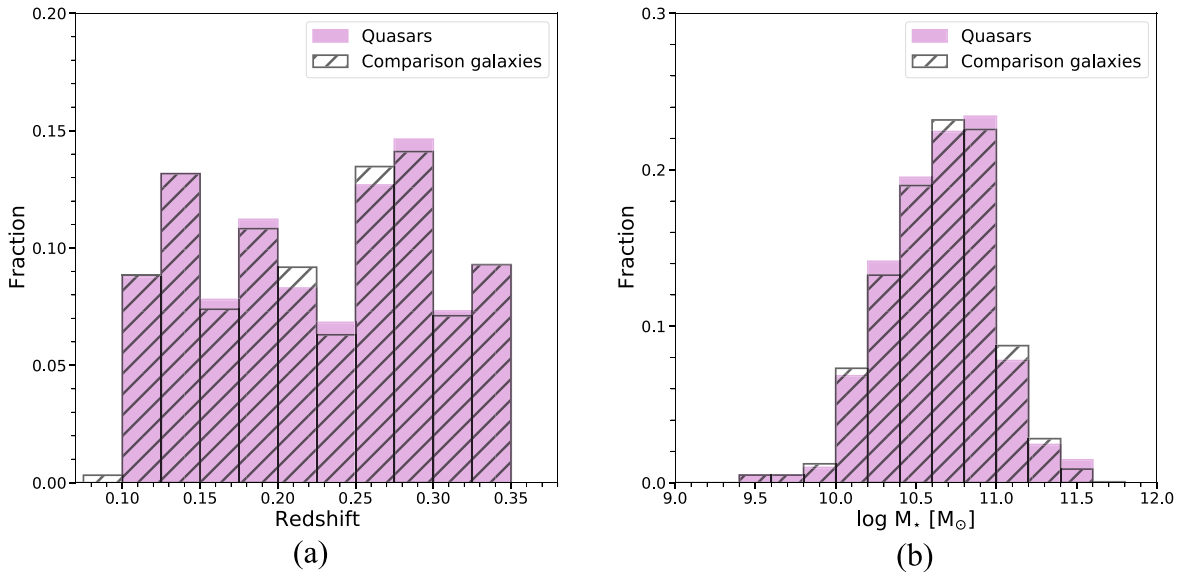 0.20
0.15
0.10
0.05
0.00
Fraction
Quasars
Comparison galaxies
0.10 0.15 0.20 0.25 0.30 0.35
Redshift
(a)
0.3
0.2
0.1
0.0
Fraction
Quasars
Comparison galaxies
9.0 9.5 10.0 10.5 11.0 11.5 12.0
log M⋆ [M⊙]
(b)